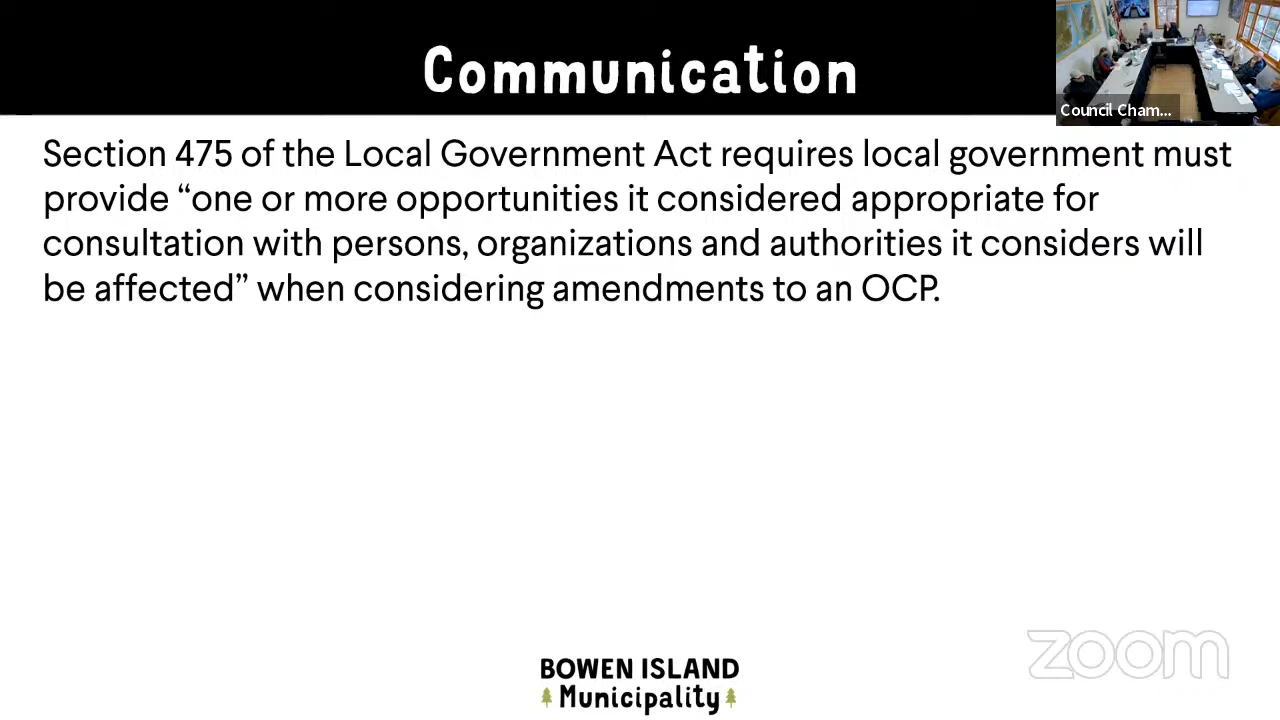 Communication
Council Cham...
Section 475 of the Local Government Act requires local government must
provide “one or more opportunities it considered appropriate for
consultation with persons, organizations and authorities it considers will
be affected” when considering amendments to an OCP.
zoom
BOWEN ISLAND
Municipality